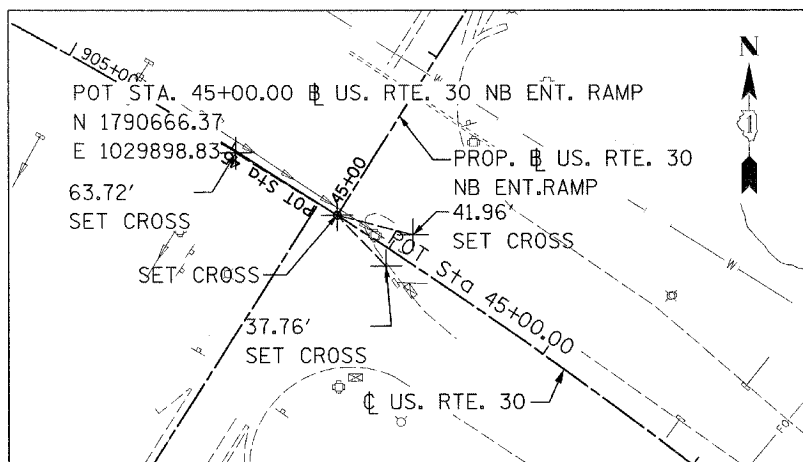 905+00
POT STA. 45+00.00 ⅊ US. RTE. 30 NB ENT. RAMP
N 1790666.37
E 1029898.83
63.72'
SET CROSS
POT Sta
45+00
PROP. ⅊ US. RTE. 30
NB ENT.RAMP
41.96'
SET CROSS
SET CROSS
POT Sta 45+00.00
37.76'
SET CROSS
℄ US. RTE. 30
N
W
W
FO